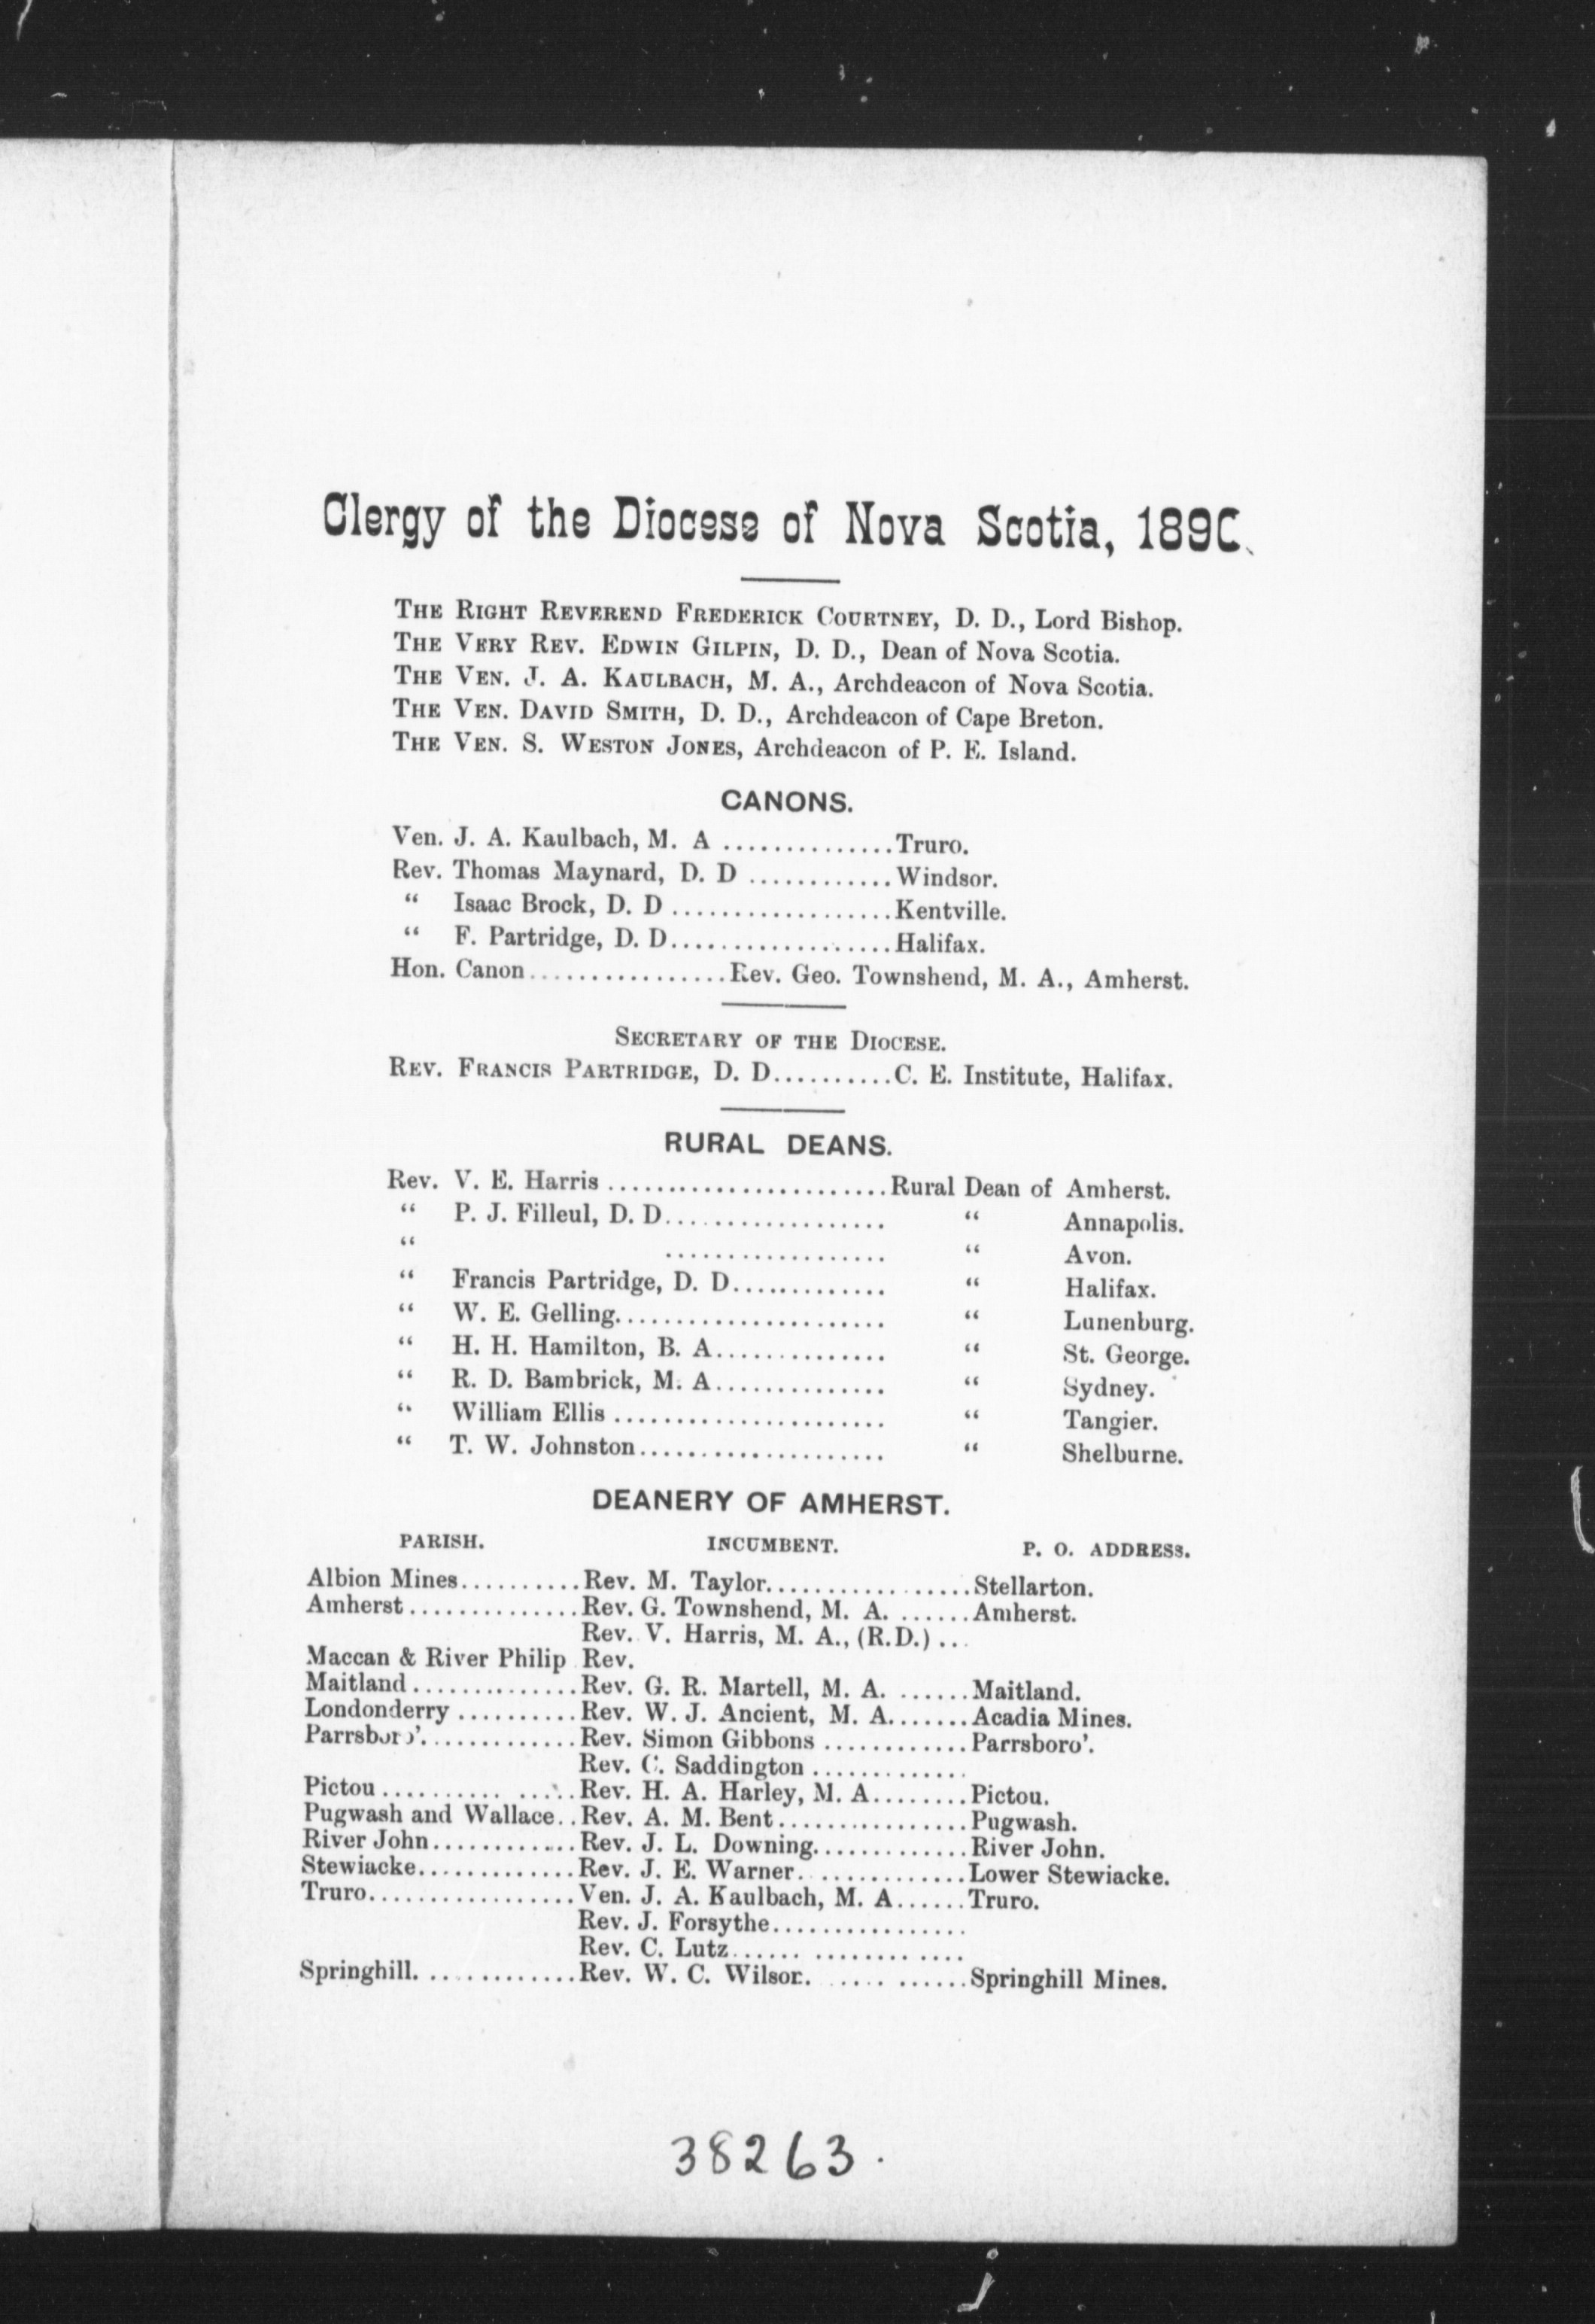 Clergy of the Diocese of Nova Scotia, 1890.
THE RIGHT REVEREND FREDERICK COURTNEY, D. D., Lord Bishop.
THE VERY REV. EDWIN GILPIN, D. D., Dean of Nova Scotia.
THE VEN. J. A. KAULBACH, M. A., Archdeacon of Nova Scotia.
THE VEN. DAVID SMITH, D. D., Archdeacon of Cape Breton.
THE VEN. S. WESTON JONES, Archdeacon of P. E. Island.
CANONS.
Ven. J. A. Kaulbach, M. A ..............Truro.
Rev. Thomas Maynard, D. D ............Windsor.
“ Isaac Brock, D. D ..................Kentville.
“ F. Partridge, D. D..................Halifax.
Hon. Canon................Rev. Geo. Townshend, M. A., Amherst.
SECRETARY OF THE DIOCESE.
REV. FRANCIS PARTRIDGE, D. D..........C. E. Institute, Halifax.
RURAL DEANS.
Rev. V. E. Harris .......................Rural Dean of Amherst.
“ P. J. Filleul, D. D.................. “ Annapolis.
“ .................. “ Avon.
“ Francis Partridge, D. D............. “ Halifax.
“ W. E. Gelling...................... “ Lunenburg.
“ H. H. Hamilton, B. A.............. “ St. George.
“ R. D. Bambrick, M. A.............. “ Sydney.
“ William Ellis ...................... “ Tangier.
“ T. W. Johnston.................... “ Shelburne.
DEANERY OF AMHERST.
PARISH. INCUMBENT. P. O. ADDRESS.
Albion Mines..........Rev. M. Taylor.................Stellarton.
Amherst..............Rev. G. Townshend, M. A. ......Amherst.
Rev. V. Harris, M. A., (R.D.) ...
Maccan & River Philip Rev.
Maitland..............Rev. G. R. Martell, M. A. ......Maitland.
Londonderry ..........Rev. W. J. Ancient, M. A.......Acadia Mines.
Parrsboro’.............Rev. Simon Gibbons ............Parrsboro’.
Rev. C. Saddington .............
Pictou................Rev. H. A. Harley, M. A........Pictou.
Pugwash and Wallace..Rev. A. M. Bent................Pugwash.
River John............Rev. J. L. Downing.............River John.
Stewiacke.............Rev. J. E. Warner..............Lower Stewiacke.
Truro.................Ven. J. A. Kaulbach, M. A......Truro.
Rev. J. Forsythe................
Rev. C. Lutz...................
Springhill. ............Rev. W. C. Wilson..............Springhill Mines.
38263.